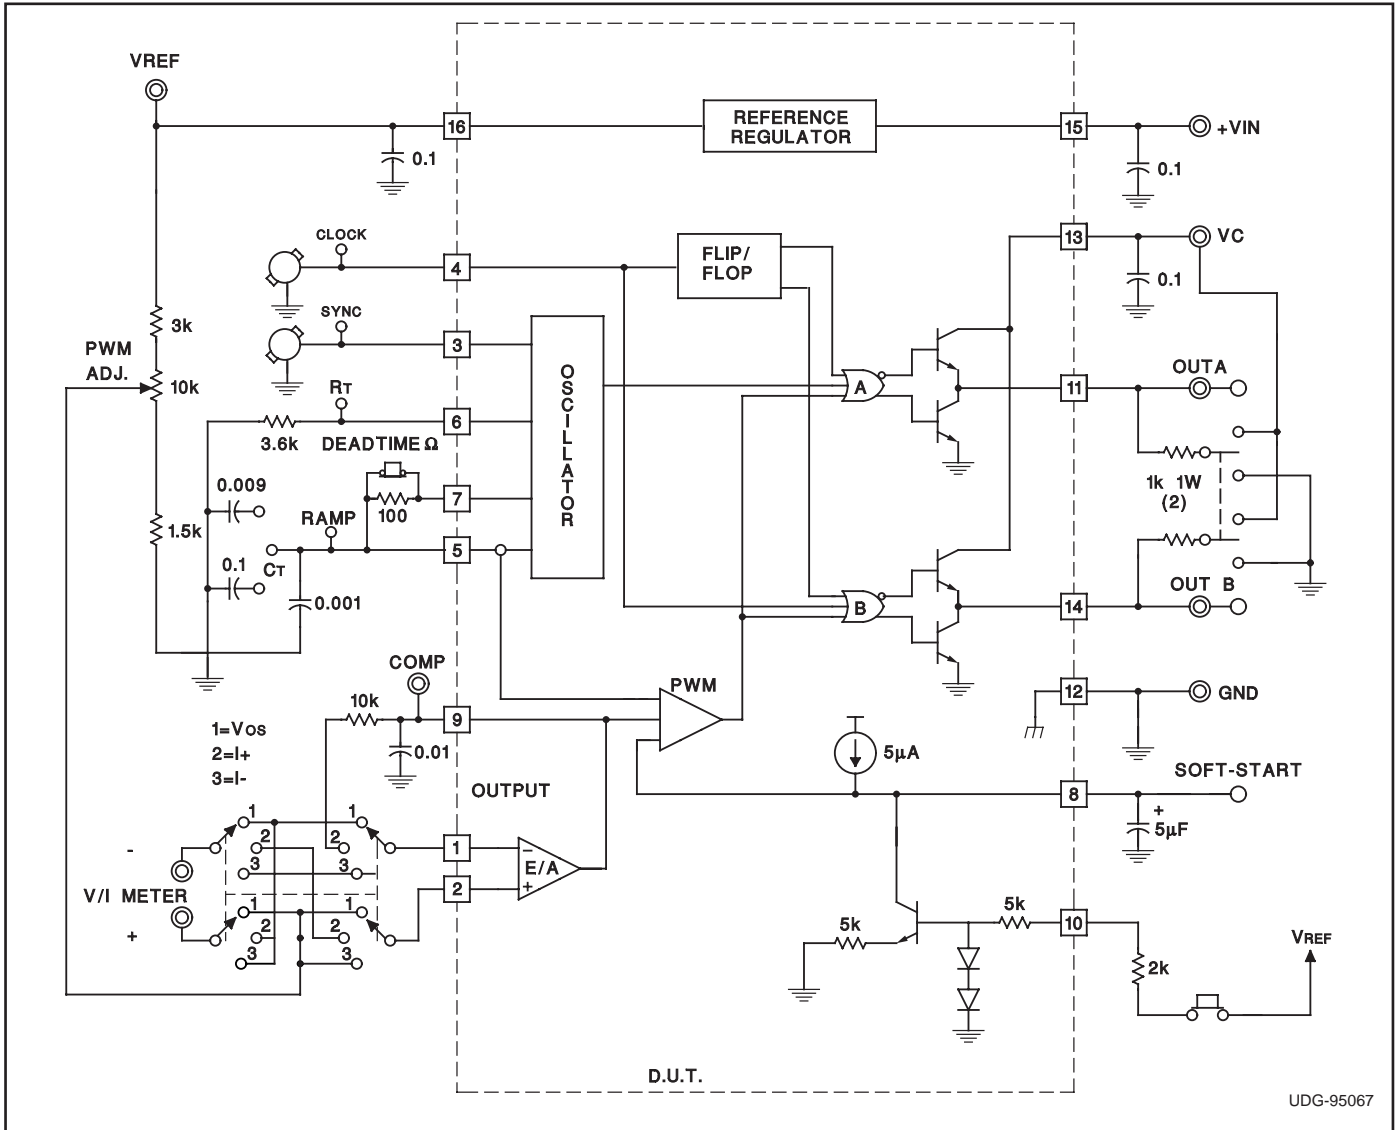 VREF
16
REFERENCE
REGULATOR
15
+VIN
0.1
0.1
CLOCK
4
FLIP/
FLOP
13
VC
0.1
SYNC
3
3k
PWM
ADJ.
10k
RT
6
3.6k
DEADTIME Ω
OSCILLATOR
A
11
OUTA
0.009
7
100
1k 1W
(2)
1.5k
RAMP
5
0.1
CT
0.001
B
14
OUT B
COMP
PWM
12
GND
10k
9
1=VOS
2=I+
3=I-
0.01
5µA
SOFT-START
OUTPUT
8
+
5µF
1
1
2
2
3
3
-
1
−
E/A
+
2
V/I METER
+
1
1
2
2
3
3
5k
5k
10
VREF
2k
D.U.T.
UDG-95067